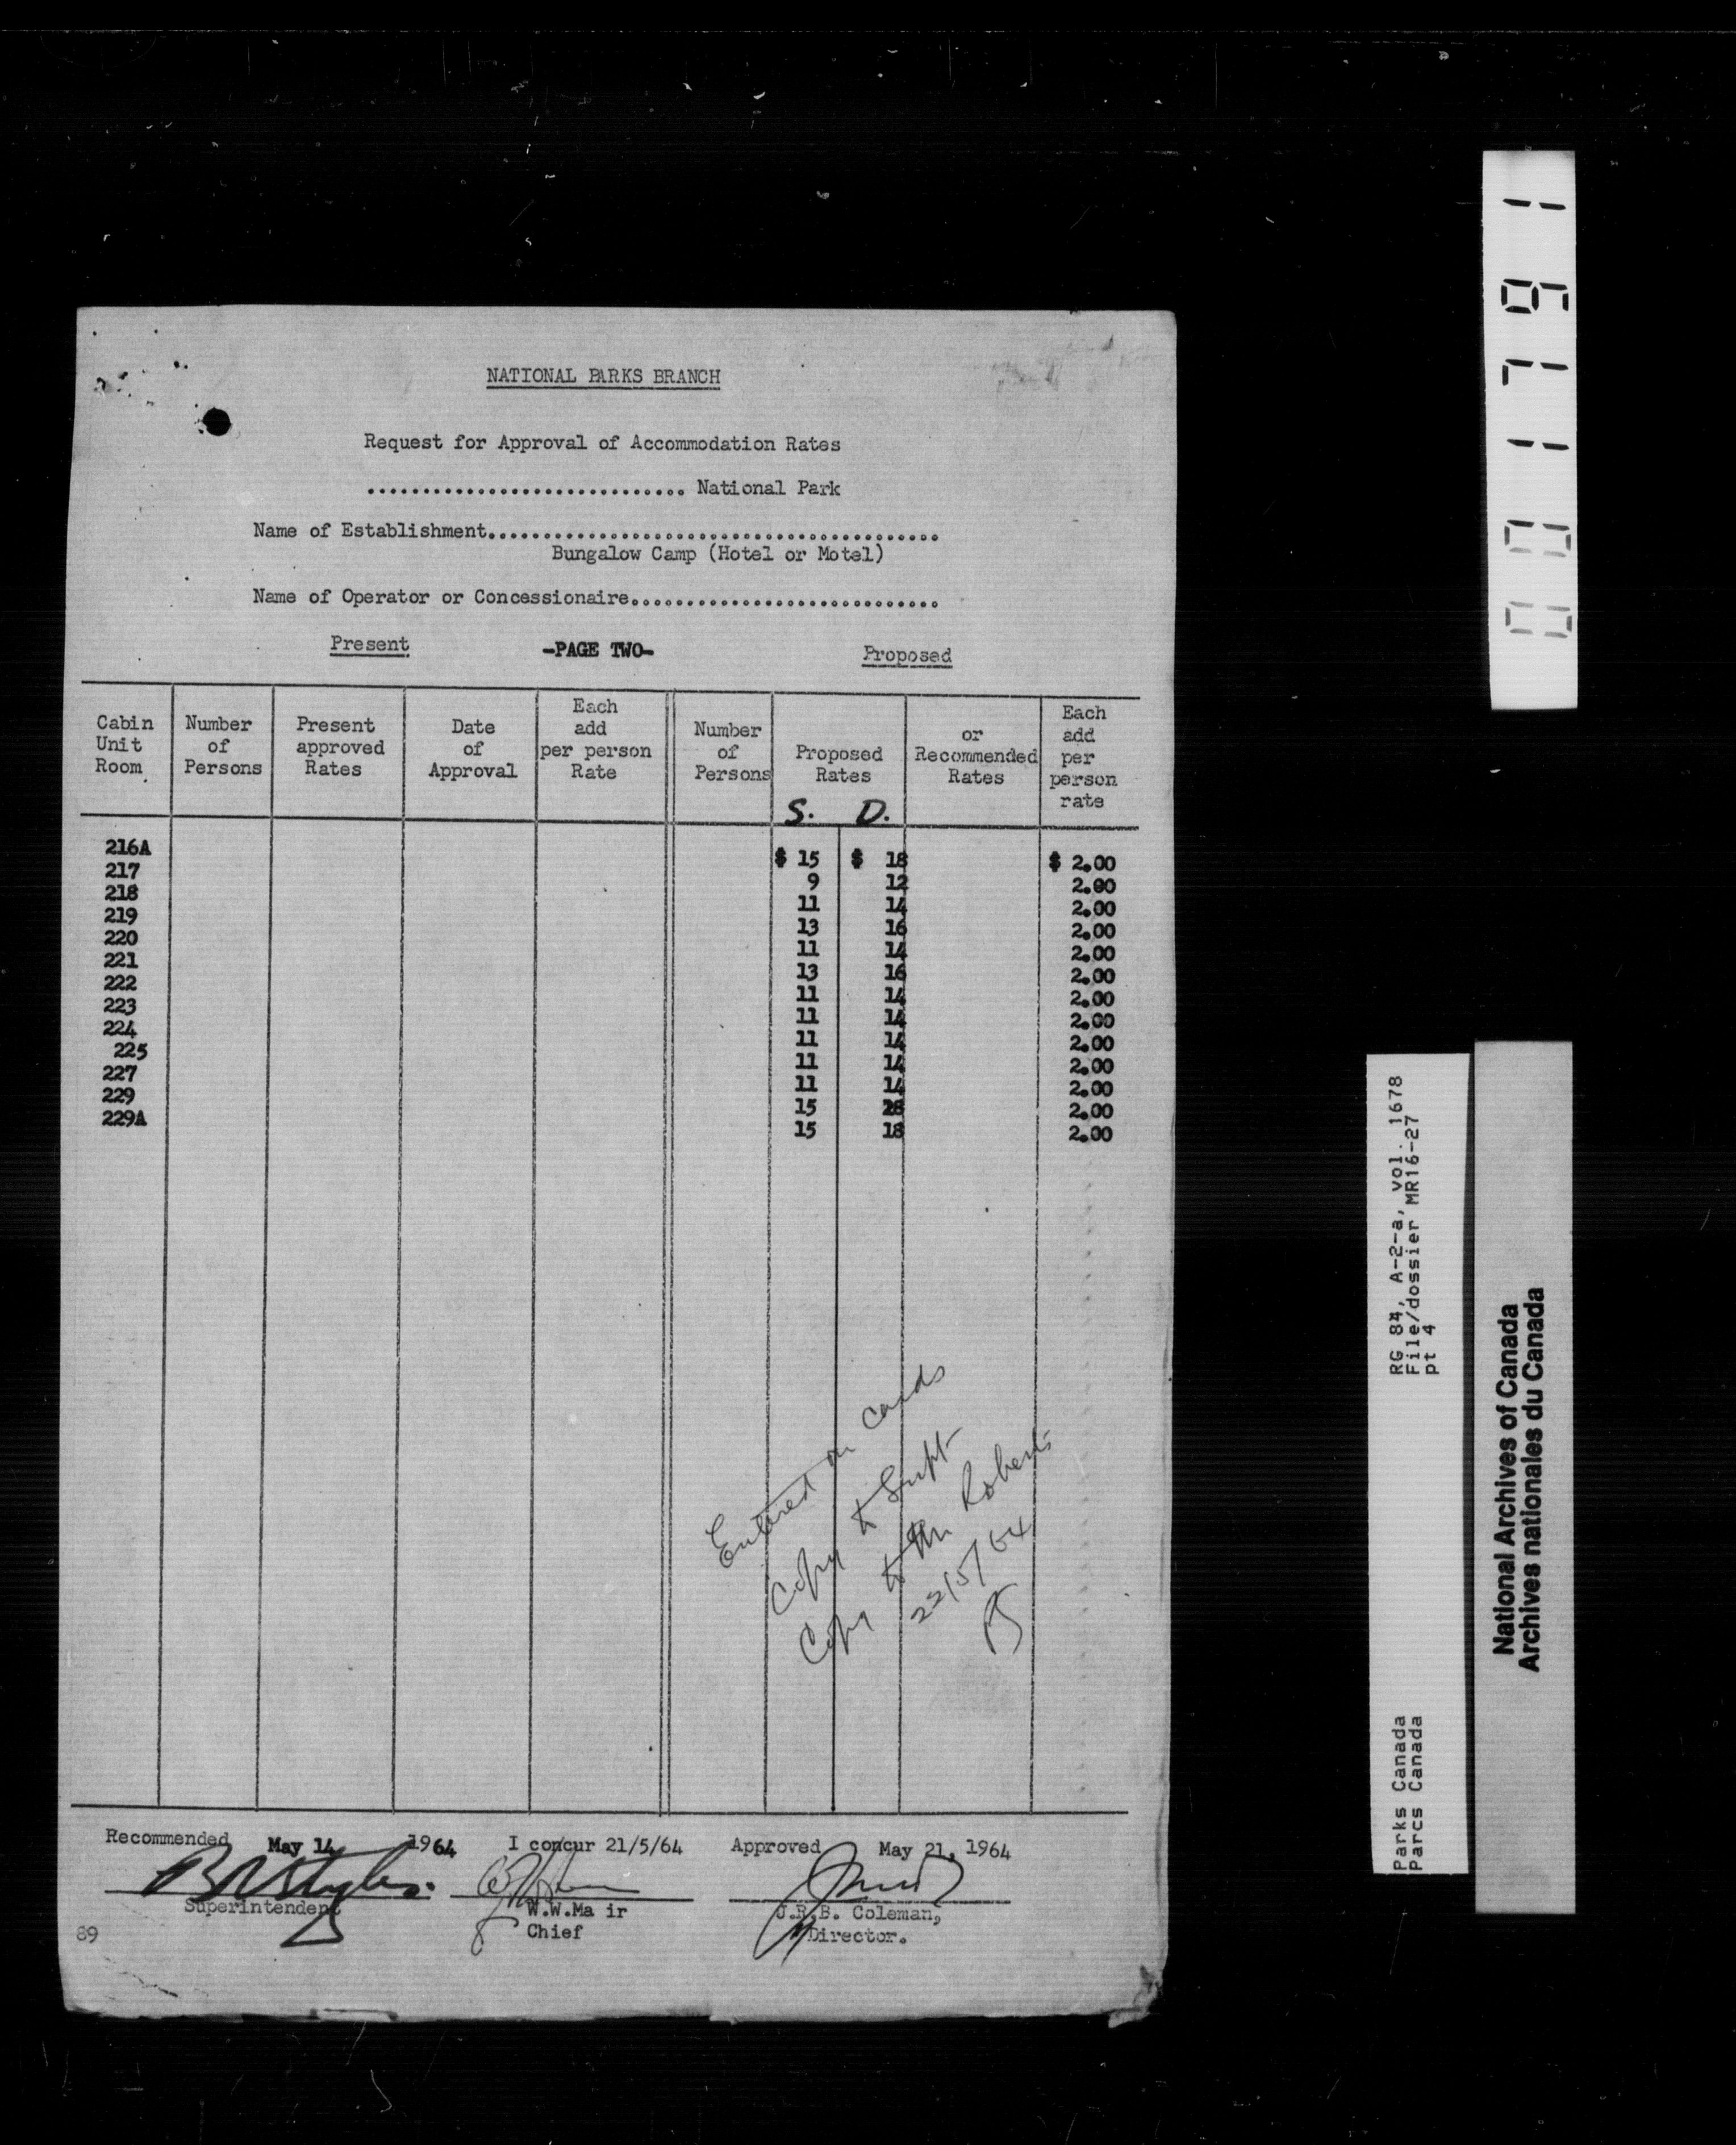 NATIONAL PARKS BRANCH
Request for Approval of Accommodation Rates
............................. National Park
Name of Establishment.........................................
Bungalow Camp (Hotel or Motel)
Name of Operator or Concessionaire............................
Present -PAGE TWO- Proposed
Cabin Unit Room | Number of Persons | Present approved Rates | Date of Approval | Each add per person Rate | Number of Persons | Proposed Rates | or Recommended Rates | Each add per person rate
S. D.
216A $ 15 $ 18 $ 2.00
217 9 12 2.00
218 11 14 2.00
219 13 16 2.00
220 11 14 2.00
221 13 16 2.00
222 11 14 2.00
223 11 14 2.00
224 11 14 2.00
225 11 14 2.00
227 11 14 2.00
229 15 18 2.00
229A 15 18 2.00
Entered on Cards
Copy to Supt
Copy to Mr Roberts
22/5/64
Recommended May 14 1964 I concur 21/5/64 Approved May 21, 1964
Superintendent W.W.Ma ir J.R.B. Coleman,
Chief Director.
89
001791
RG 84, A-2-a, vol. 1678
File/dossier MR16-27
pt 4
Parks Canada
Parcs Canada
National Archives of Canada
Archives nationales du Canada